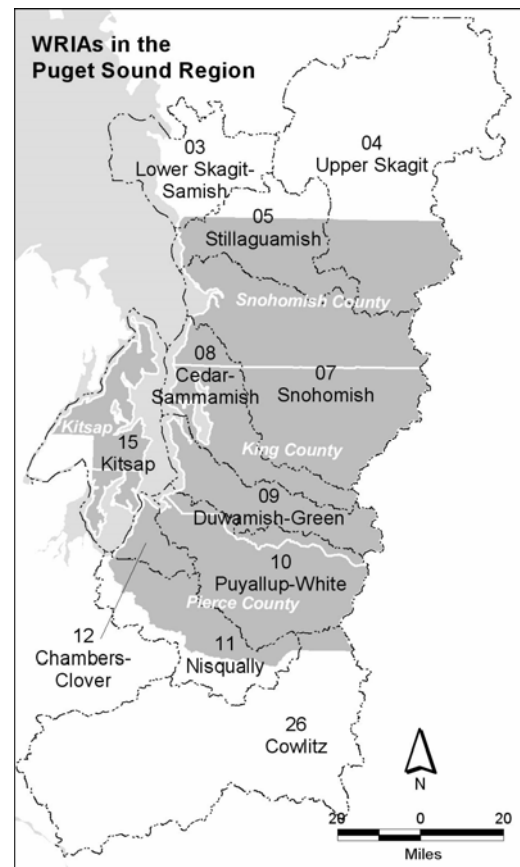 WRIAs in the
Puget Sound Region
03
Lower Skagit-
Samish
04
Upper Skagit
05
Stillaguamish
Snohomish County
08
Cedar-
Sammamish
07
Snohomish
Kitsap
15
Kitsap
King County
09
Duwamish-Green
10
Puyallup-White
Pierce County
12
Chambers-
Clover
11
Nisqually
26
Cowlitz
N
20 0 20
Miles